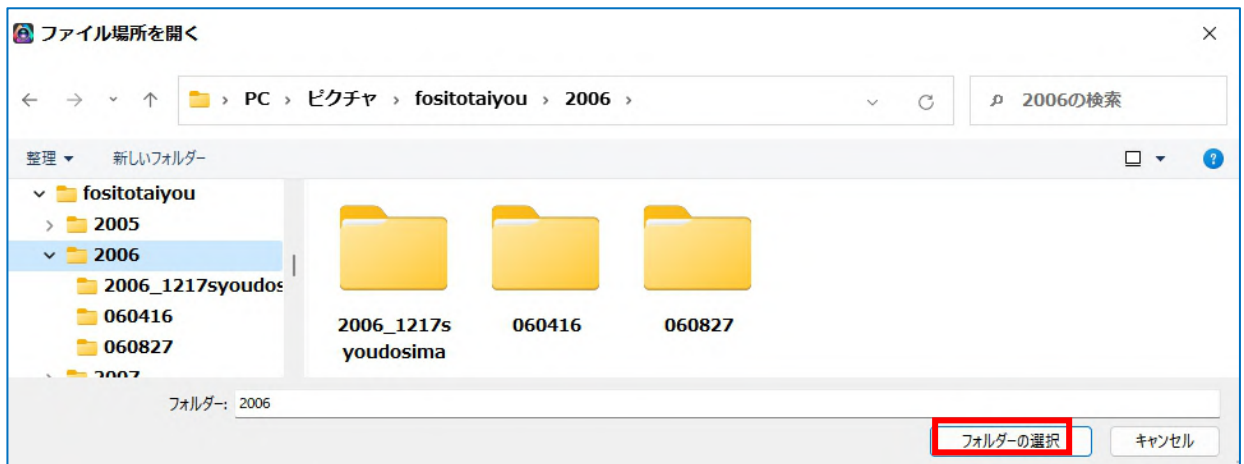 ファイル場所を開く
PC › ピクチャ › fositotaiyou › 2006 ›
2006の検索
整理 新しいフォルダー
fositotaiyou
2005
2006
2006_1217syoudos
060416
060827
2007
2006_1217s
youdosima
060416
060827
フォルダー: 2006
フォルダーの選択 キャンセル